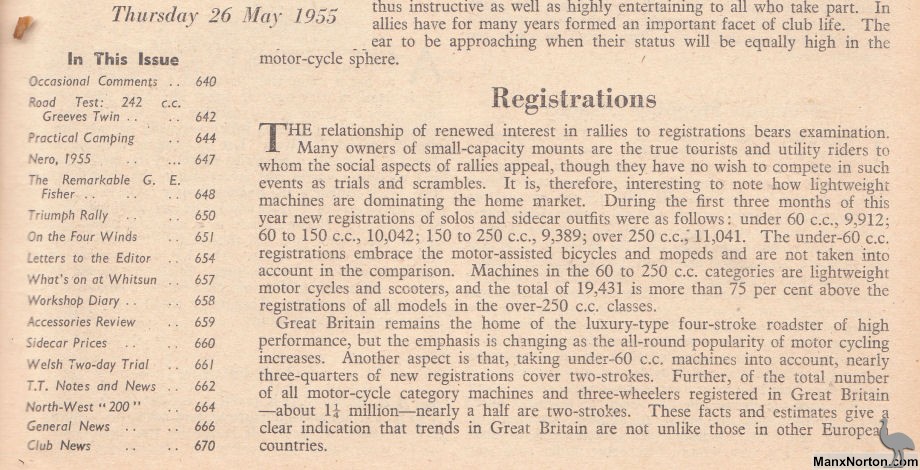 Thursday 26 May 1955
In This Issue
Occasional Comments .. 640
Road Test: 242 c.c.
Greeves Twin .. .. 642
Practical Camping .. 644
Nero, 1955 .. ... 647
The Remarkable G. E.
Fisher .. .. .. 648
Triumph Rally .. 650
On the Four Winds .. 651
Letters to the Editor .. 654
What's on at Whitsun .. 657
Workshop Diary .. .. 658
Accessories Review .. 659
Sidecar Prices .. .. 660
Welsh Two-day Trial .. 661
T.T. Notes and News .. 662
North-West "200" .. 664
General News .. .. 666
Club News .. .. 670
thus instructive as well as highly entertaining to all who take part. In
allies have for many years formed an important facet of club life. The
ear to be approaching when their status will be equally high in the
motor-cycle sphere.
Registrations
THE relationship of renewed interest in rallies to registrations bears examination.
Many owners of small-capacity mounts are the true tourists and utility riders to
whom the social aspects of rallies appeal, though they have no wish to compete in such
events as trials and scrambles. It is, therefore, interesting to note how lightweight
machines are dominating the home market. During the first three months of this
year new registrations of solos and sidecar outfits were as follows: under 60 c.c., 9,912;
60 to 150 c.c., 10,042; 150 to 250 c.c., 9,389; over 250 c.c., 11,041. The under-60 c.c.
registrations embrace the motor-assisted bicycles and mopeds and are not taken into
account in the comparison. Machines in the 60 to 250 c.c. categories are lightweight
motor cycles and scooters, and the total of 19,431 is more than 75 per cent above the
registrations of all models in the over-250 c.c. classes.
Great Britain remains the home of the luxury-type four-stroke roadster of high
performance, but the emphasis is changing as the all-round popularity of motor cycling
increases. Another aspect is that, taking under-60 c.c. machines into account, nearly
three-quarters of new registrations cover two-strokes. Further, of the total number
of all motor-cycle category machines and three-wheelers registered in Great Britain
—about 1¼ million—nearly a half are two-strokes. These facts and estimates give a
clear indication that trends in Great Britain are not unlike those in other Europea
countries.
ManxNorton.com